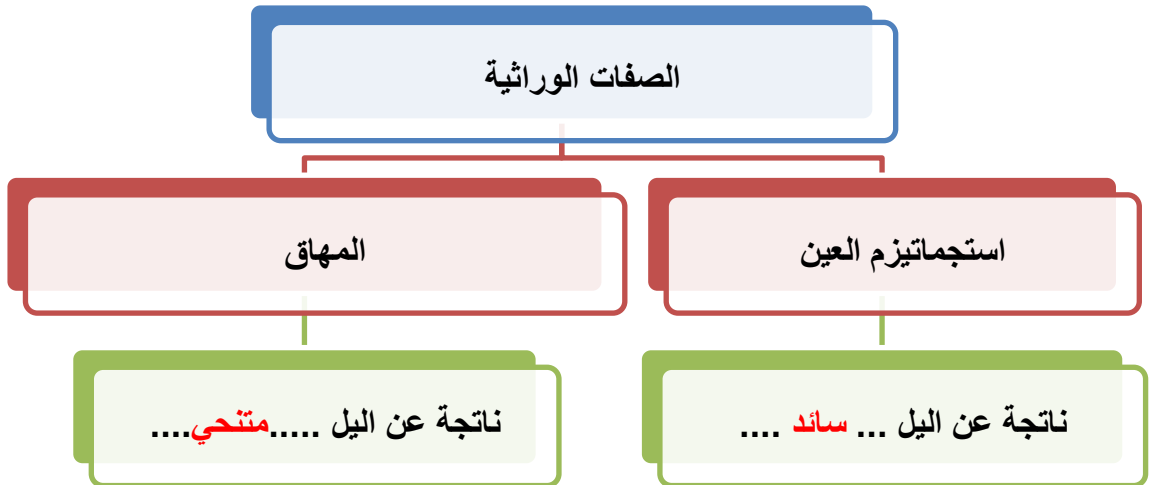 الصفات الوراثية
استجماتيزم العين
المهاق
ناتجة عن اليل ... سائد ....
ناتجة عن اليل .....متنحي....